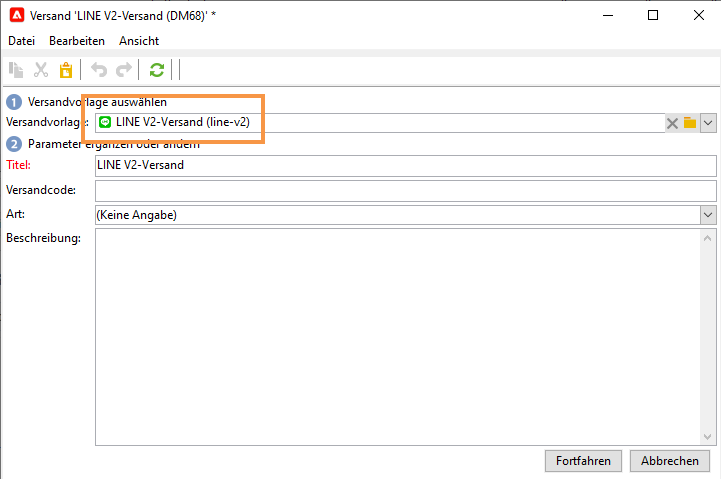 Versand 'LINE V2-Versand (DM68)' *
Datei Bearbeiten Ansicht
1 Versandvorlage auswählen
Versandvorlage: LINE V2-Versand (line-v2)
2 Parameter ergänzen oder ändern
Titel: LINE V2-Versand
Versandcode:
Art: (Keine Angabe)
Beschreibung:
Fortfahren Abbrechen